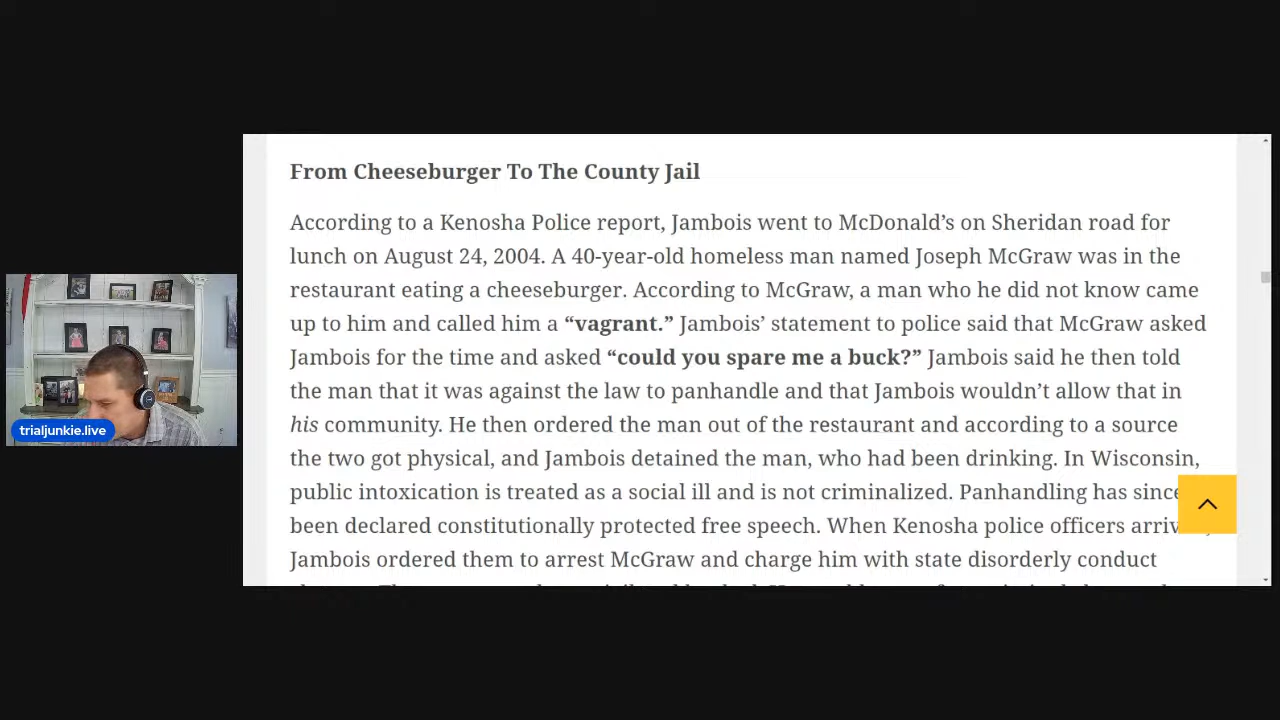 From Cheeseburger To The County Jail
According to a Kenosha Police report, Jambois went to McDonald’s on Sheridan road for
lunch on August 24, 2004. A 40-year-old homeless man named Joseph McGraw was in the
restaurant eating a cheeseburger. According to McGraw, a man who he did not know came
up to him and called him a “vagrant.” Jambois’ statement to police said that McGraw asked
Jambois for the time and asked “could you spare me a buck?” Jambois said he then told
the man that it was against the law to panhandle and that Jambois wouldn’t allow that in
his community. He then ordered the man out of the restaurant and according to a source
the two got physical, and Jambois detained the man, who had been drinking. In Wisconsin,
public intoxication is treated as a social ill and is not criminalized. Panhandling has since
been declared constitutionally protected free speech. When Kenosha police officers
Jambois ordered them to arrest McGraw and charge him with state disorderly conduct
trialjunkie.live